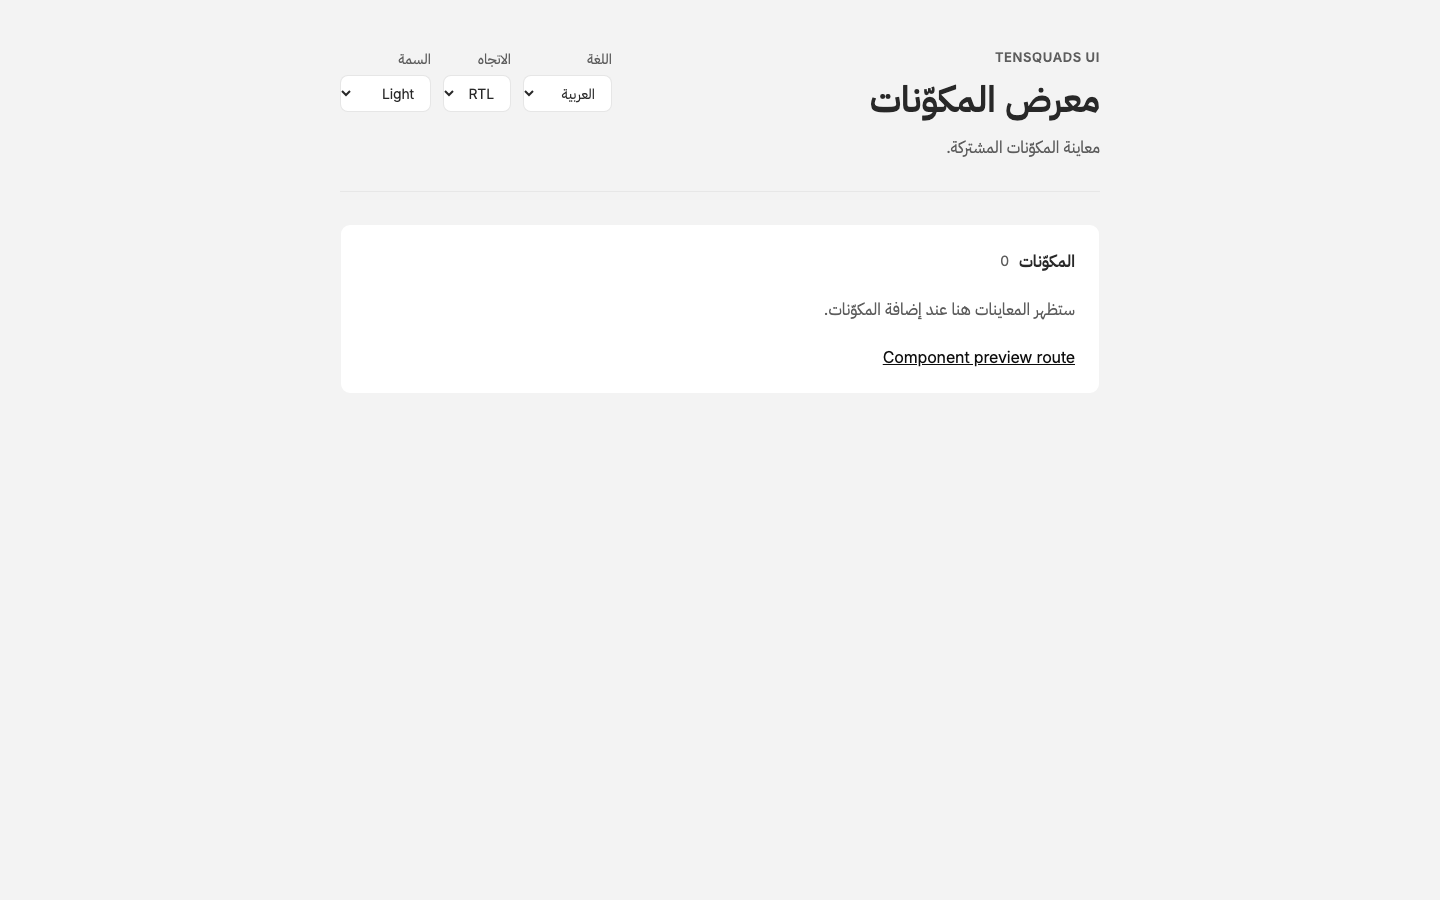 TENSQUADS UI
معرض المكوّنات
معاينة المكوّنات المشتركة.
اللغة
العربية
الاتجاه
RTL
السمة
Light
المكوّنات 0
ستظهر المعاينات هنا عند إضافة المكوّنات.
Component preview route